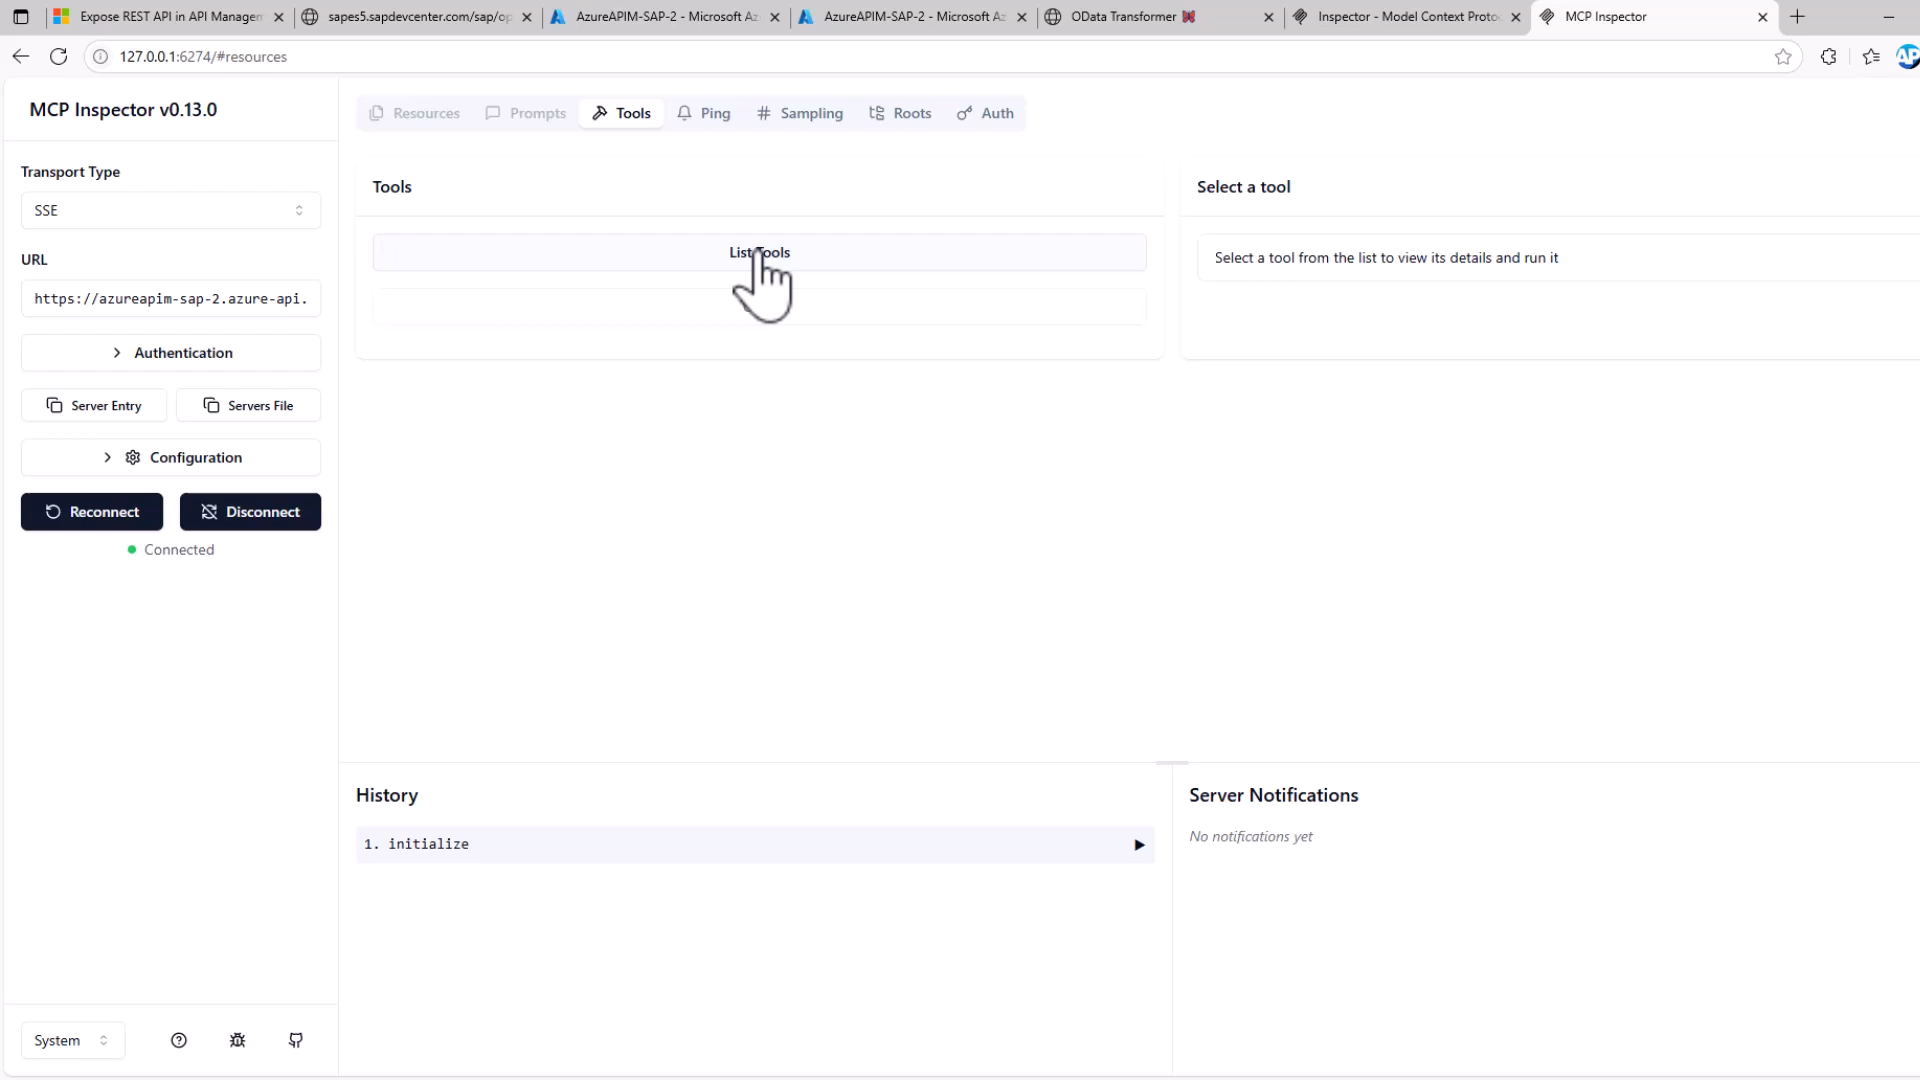 Expose REST API in API Managem
sapes5.sapdevcenter.com/sap/op
AzureAPIM-SAP-2 - Microsoft Az
AzureAPIM-SAP-2 - Microsoft Az
OData Transformer
Inspector - Model Context Proto
MCP Inspector
127.0.0.1:6274/#resources
AP
MCP Inspector v0.13.0
Transport Type
SSE
URL
https://azureapim-sap-2.azure-api.
Authentication
Server Entry
Servers File
Configuration
Reconnect
Disconnect
Connected
System
Resources
Prompts
Tools
Ping
Sampling
Roots
Auth
Tools
List Tools
Select a tool
Select a tool from the list to view its details and run it
History
1. initialize
Server Notifications
No notifications yet